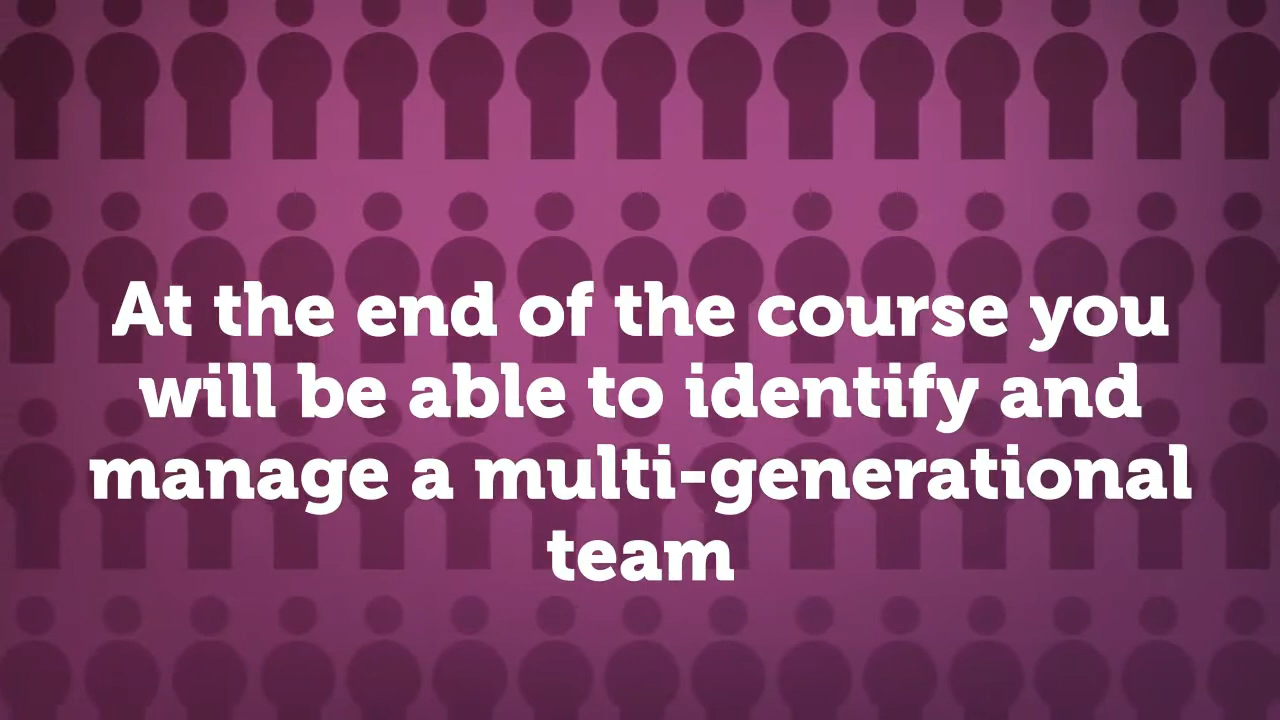 At the end of the course you
will be able to identify and
manage a multi-generational
team